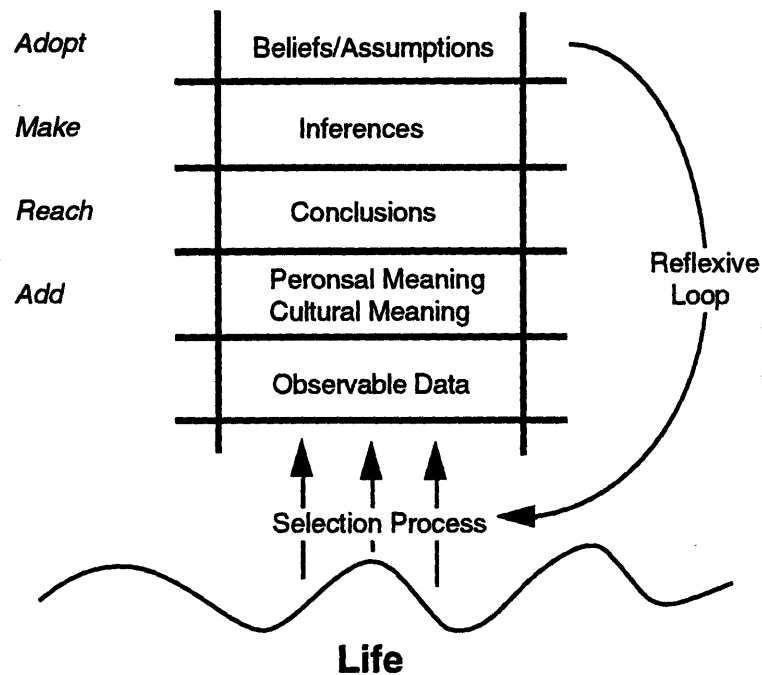 Adopt
Beliefs/Assumptions
Make
Inferences
Reach
Conclusions
Add
Peronsal Meaning
Cultural Meaning
Reflexive
Loop
Observable Data
Selection Process
Life